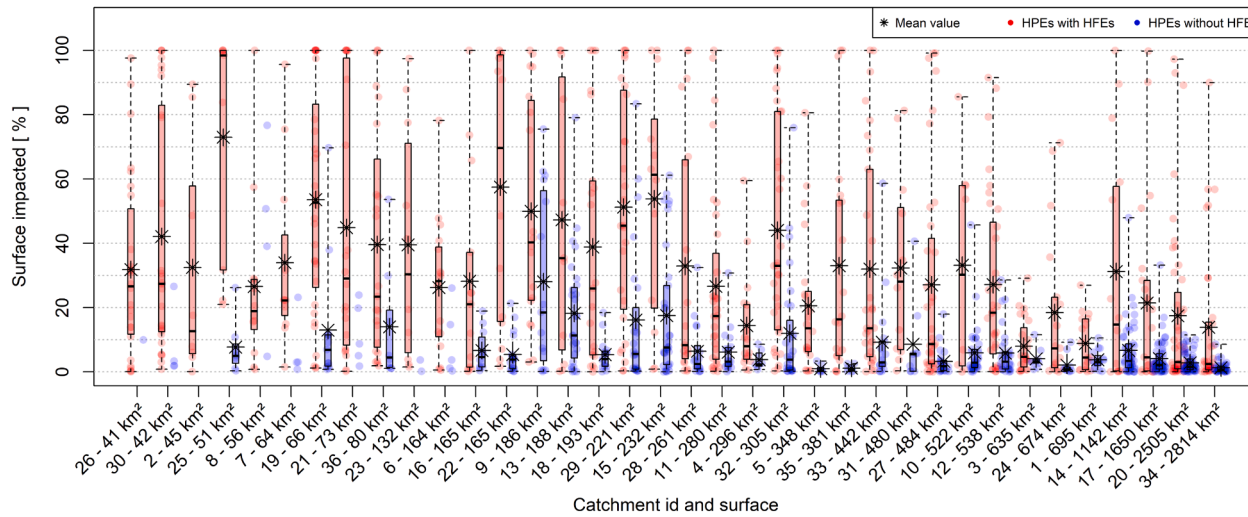 Mean value
HPEs with HFEs
HPEs without HFE
Surface impacted [ % ]
100
80
60
40
20
0
26 - 41 km²
30 - 42 km²
2 - 45 km²
25 - 51 km²
8 - 56 km²
7 - 64 km²
19 - 66 km²
21 - 73 km²
36 - 80 km²
23 - 132 km²
6 - 164 km²
16 - 165 km²
22 - 165 km²
9 - 186 km²
13 - 188 km²
18 - 193 km²
29 - 221 km²
15 - 232 km²
28 - 261 km²
11 - 280 km²
4 - 296 km²
32 - 305 km²
5 - 348 km²
35 - 381 km²
33 - 442 km²
31 - 480 km²
27 - 484 km²
10 - 522 km²
12 - 538 km²
3 - 635 km²
24 - 674 km²
1 - 695 km²
14 - 1142 km²
17 - 1650 km²
20 - 2505 km²
34 - 2814 km²
Catchment id and surface